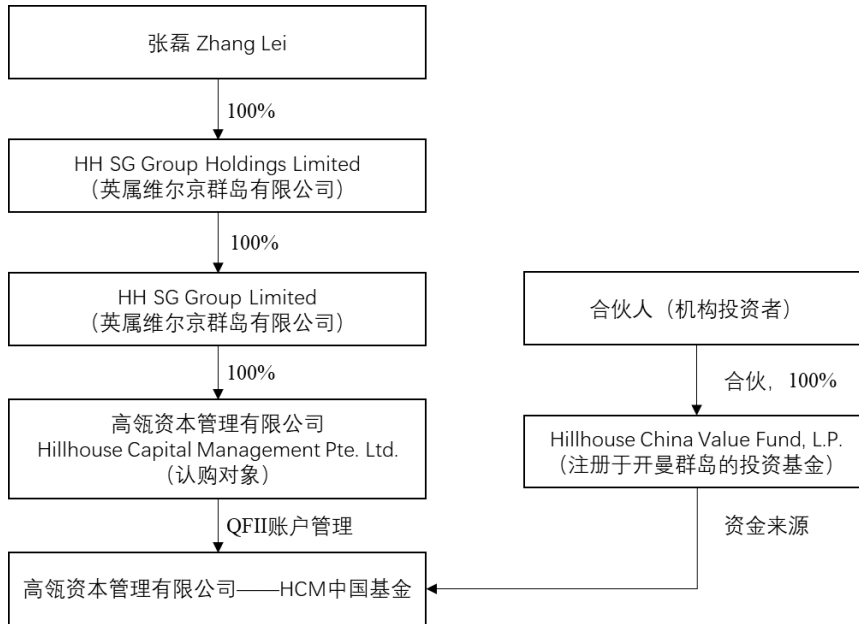 张磊 Zhang Lei
100%
HH SG Group Holdings Limited
（英属维尔京群岛有限公司）
100%
HH SG Group Limited
（英属维尔京群岛有限公司）
100%
高瓴资本管理有限公司
Hillhouse Capital Management Pte. Ltd.
（认购对象）
QFII账户管理
高瓴资本管理有限公司——HCM中国基金
合伙人（机构投资者）
合伙，100%
Hillhouse China Value Fund, L.P.
（注册于开曼群岛的投资基金）
资金来源